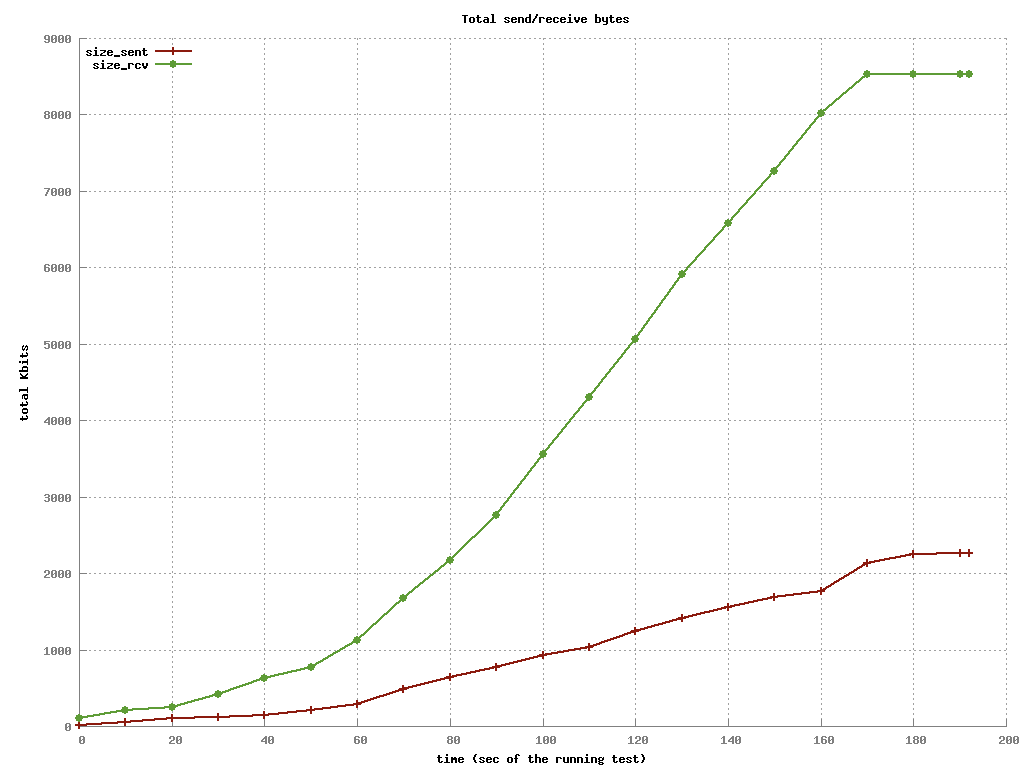 Total send/receive bytes
9000
size_sent
size_rcv
8000
7000
6000
5000
total Kbits
4000
3000
2000
1000
0
0 20 40 60 80 100 120 140 160 180 200
time (sec of the running test)